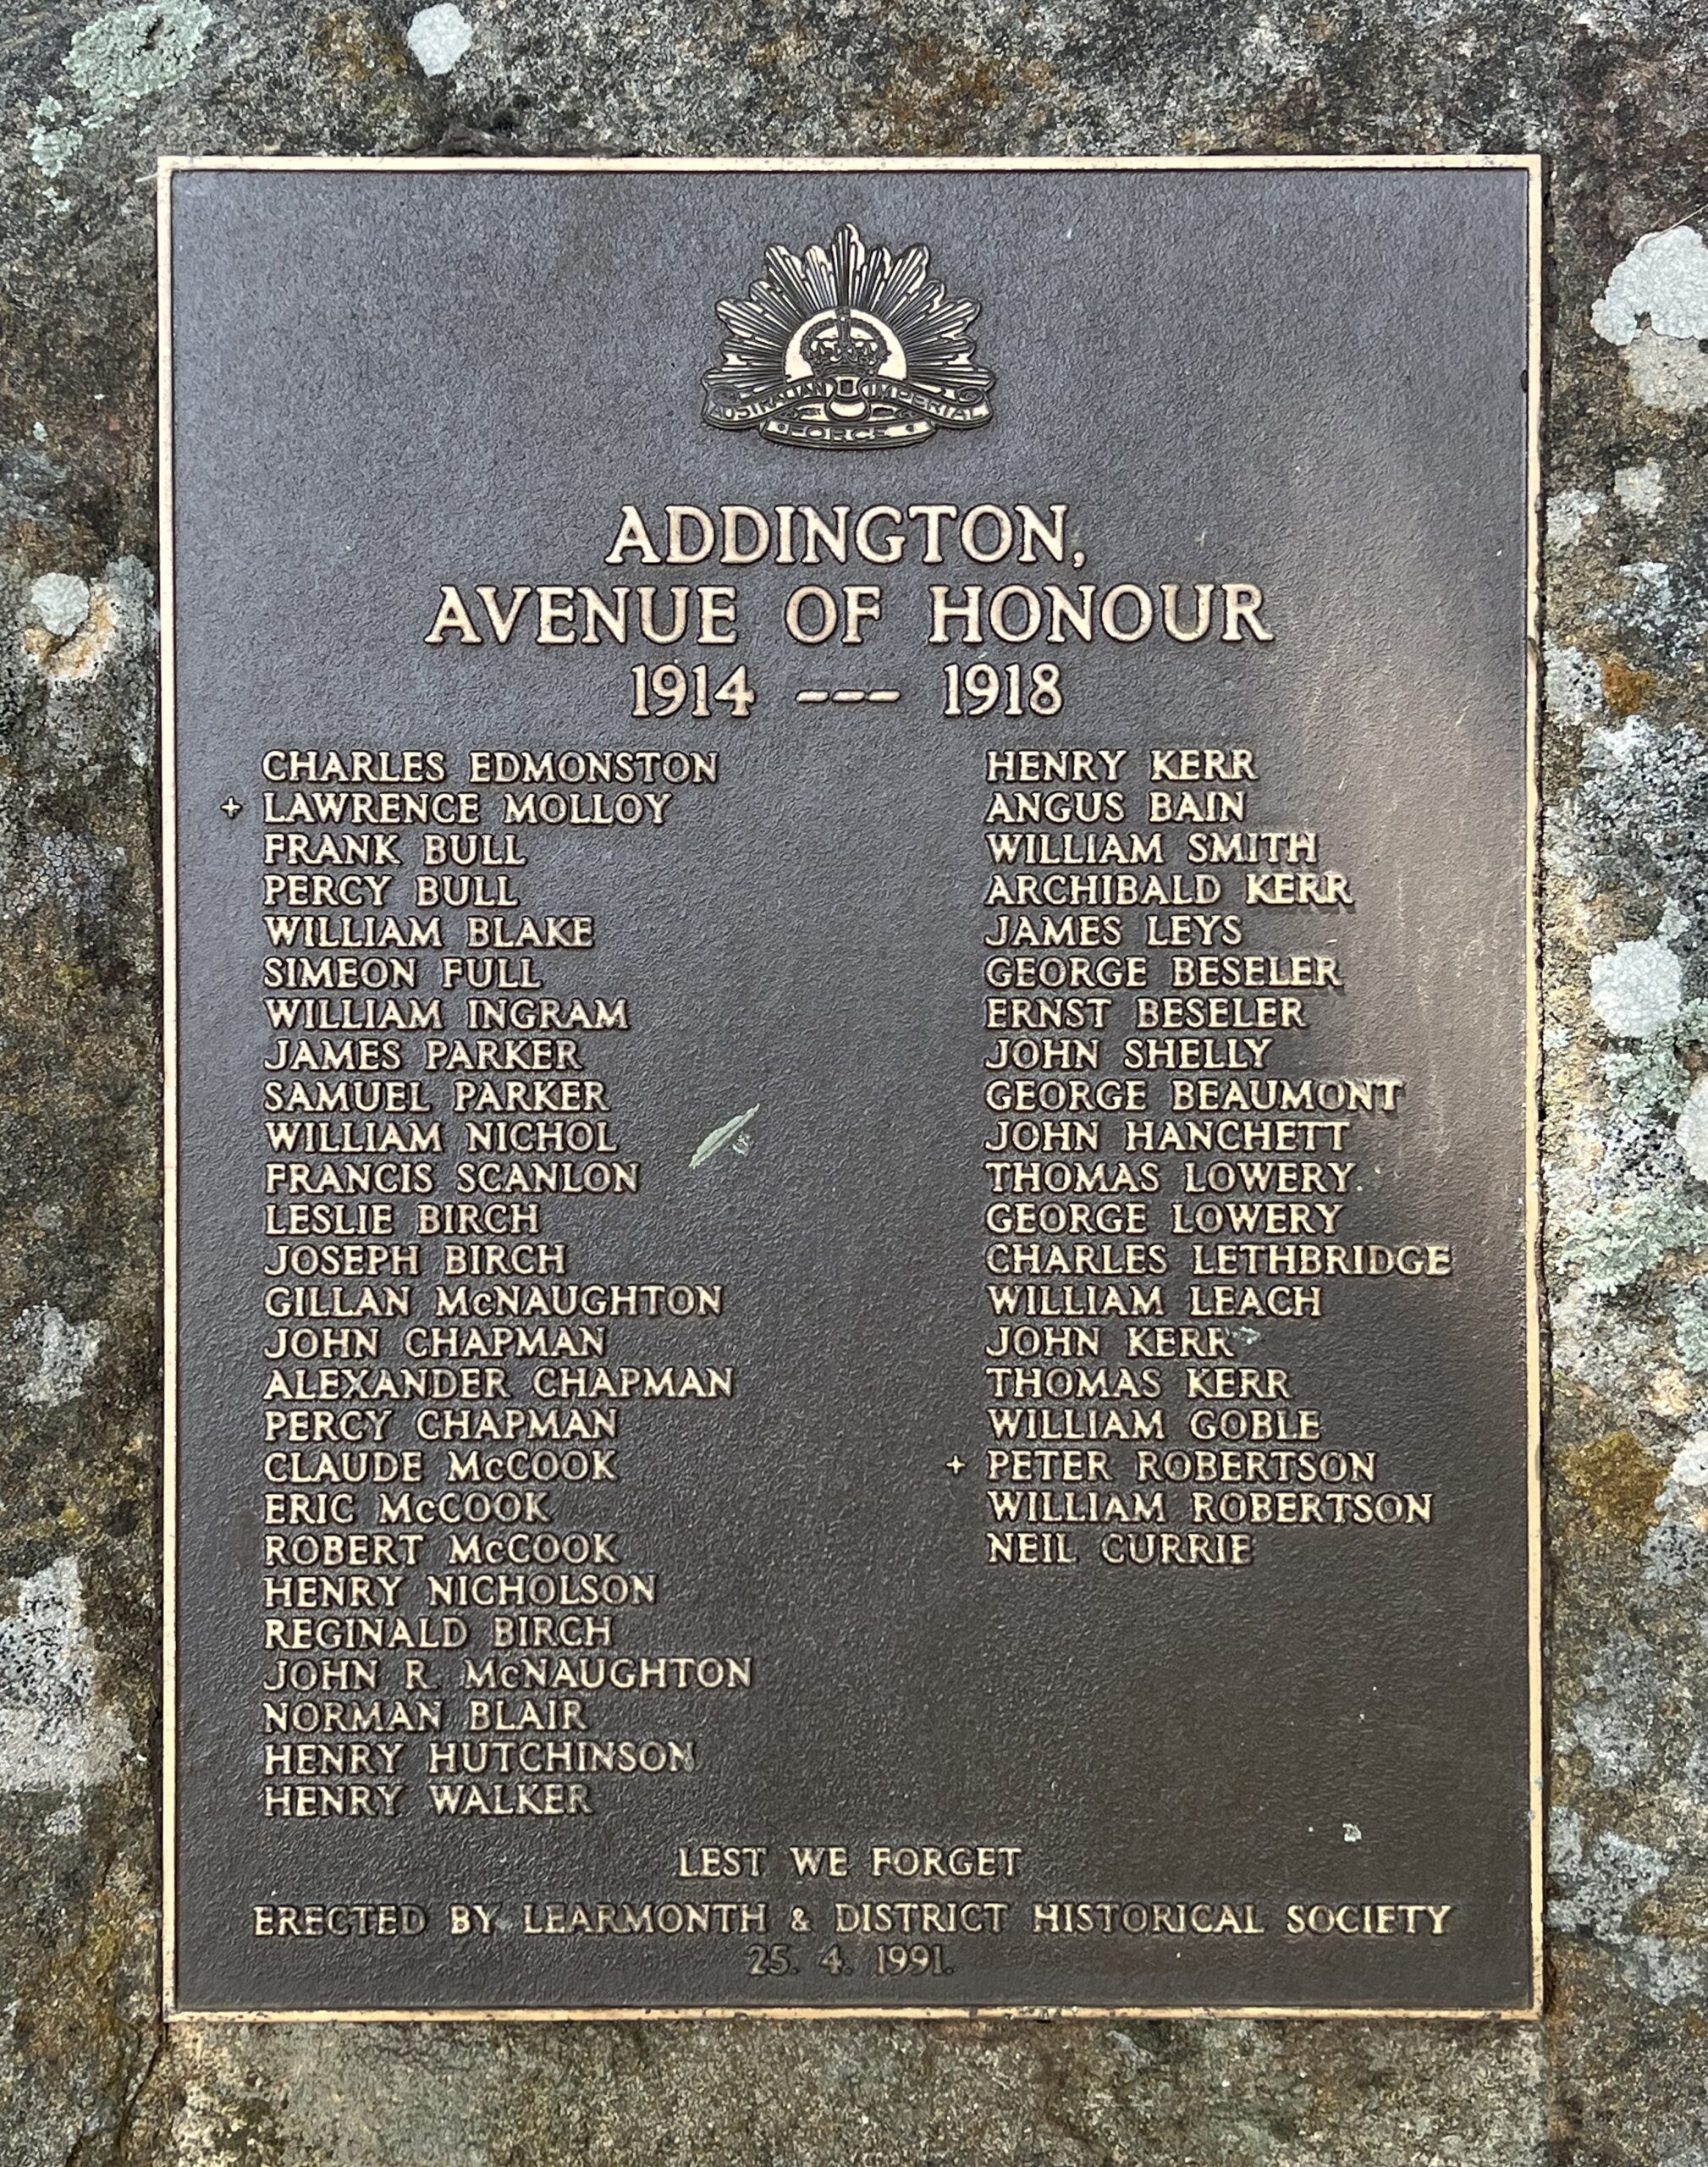 AUSTRALIAN IMPERIAL
FORCE
ADDINGTON,
AVENUE OF HONOUR
1914 --- 1918
CHARLES EDMONSTON
+ LAWRENCE MOLLOY
FRANK BULL
PERCY BULL
WILLIAM BLAKE
SIMEON FULL
WILLIAM INGRAM
JAMES PARKER
SAMUEL PARKER
WILLIAM NICHOL
FRANCIS SCANLON
LESLIE BIRCH
JOSEPH BIRCH
GILLAN McNAUGHTON
JOHN CHAPMAN
ALEXANDER CHAPMAN
PERCY CHAPMAN
CLAUDE McCOOK
ERIC McCOOK
ROBERT McCOOK
HENRY NICHOLSON
REGINALD BIRCH
JOHN R. McNAUGHTON
NORMAN BLAIR
HENRY HUTCHINSON
HENRY WALKER
HENRY KERR
ANGUS BAIN
WILLIAM SMITH
ARCHIBALD KERR
JAMES LEYS
GEORGE BESELER
ERNST BESELER
JOHN SHELLY
GEORGE BEAUMONT
JOHN HANCHETT
THOMAS LOWERY
GEORGE LOWERY
CHARLES LETHBRIDGE
WILLIAM LEACH
JOHN KERR
THOMAS KERR
WILLIAM GOBLE
+ PETER ROBERTSON
WILLIAM ROBERTSON
NEIL CURRIE
LEST WE FORGET
ERECTED BY LEARMONTH & DISTRICT HISTORICAL SOCIETY
25. 4. 1991.